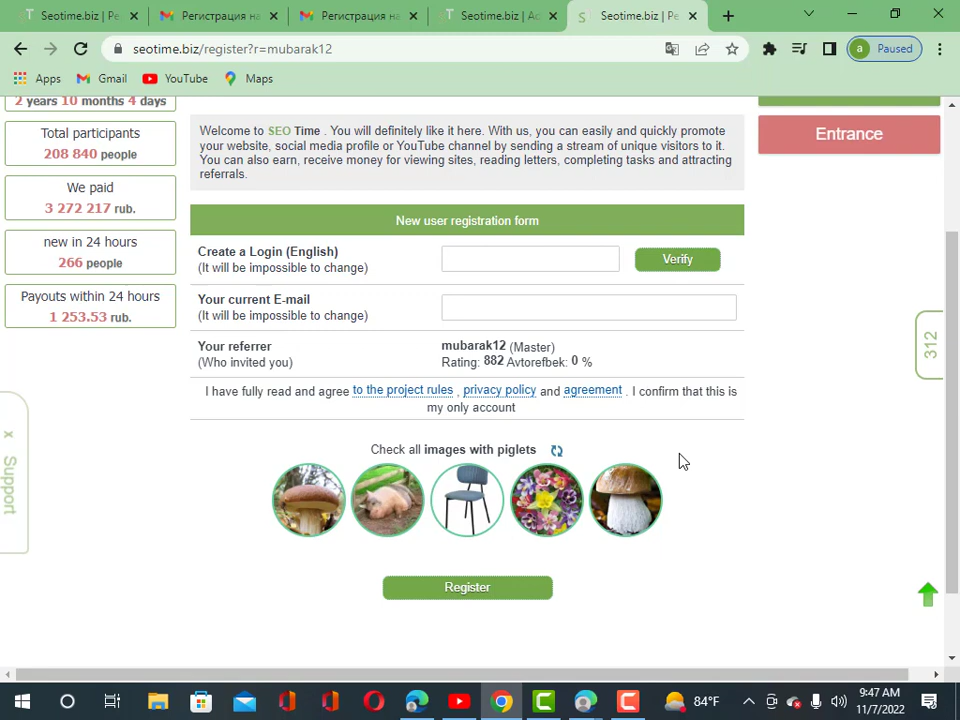 Seotime.biz | Pe
Регистрация на
Регистрация на
Seotime.biz | Ac
Seotime.biz | Pe
seotime.biz/register?r=mubarak12
a Paused
Apps
Gmail
YouTube
Maps
2 years 10 months 4 days
Total participants
208 840 people
We paid
3 272 217 rub.
new in 24 hours
266 people
Payouts within 24 hours
1 253.53 rub.
Welcome to SEO Time . You will definitely like it here. With us, you can easily and quickly promote
your website, social media profile or YouTube channel by sending a stream of unique visitors to it.
You can also earn, receive money for viewing sites, reading letters, completing tasks and attracting
referrals.
New user registration form
Create a Login (English)
(It will be impossible to change)
Verify
Your current E-mail
(It will be impossible to change)
Your referrer
(Who invited you)
mubarak12 (Master)
Rating: 882 Avtorefbek: 0 %
I have fully read and agree to the project rules , privacy policy and agreement . I confirm that this is
my only account
Check all images with piglets
Register
Entrance
312
x Support
84°F
9:47 AM
11/7/2022